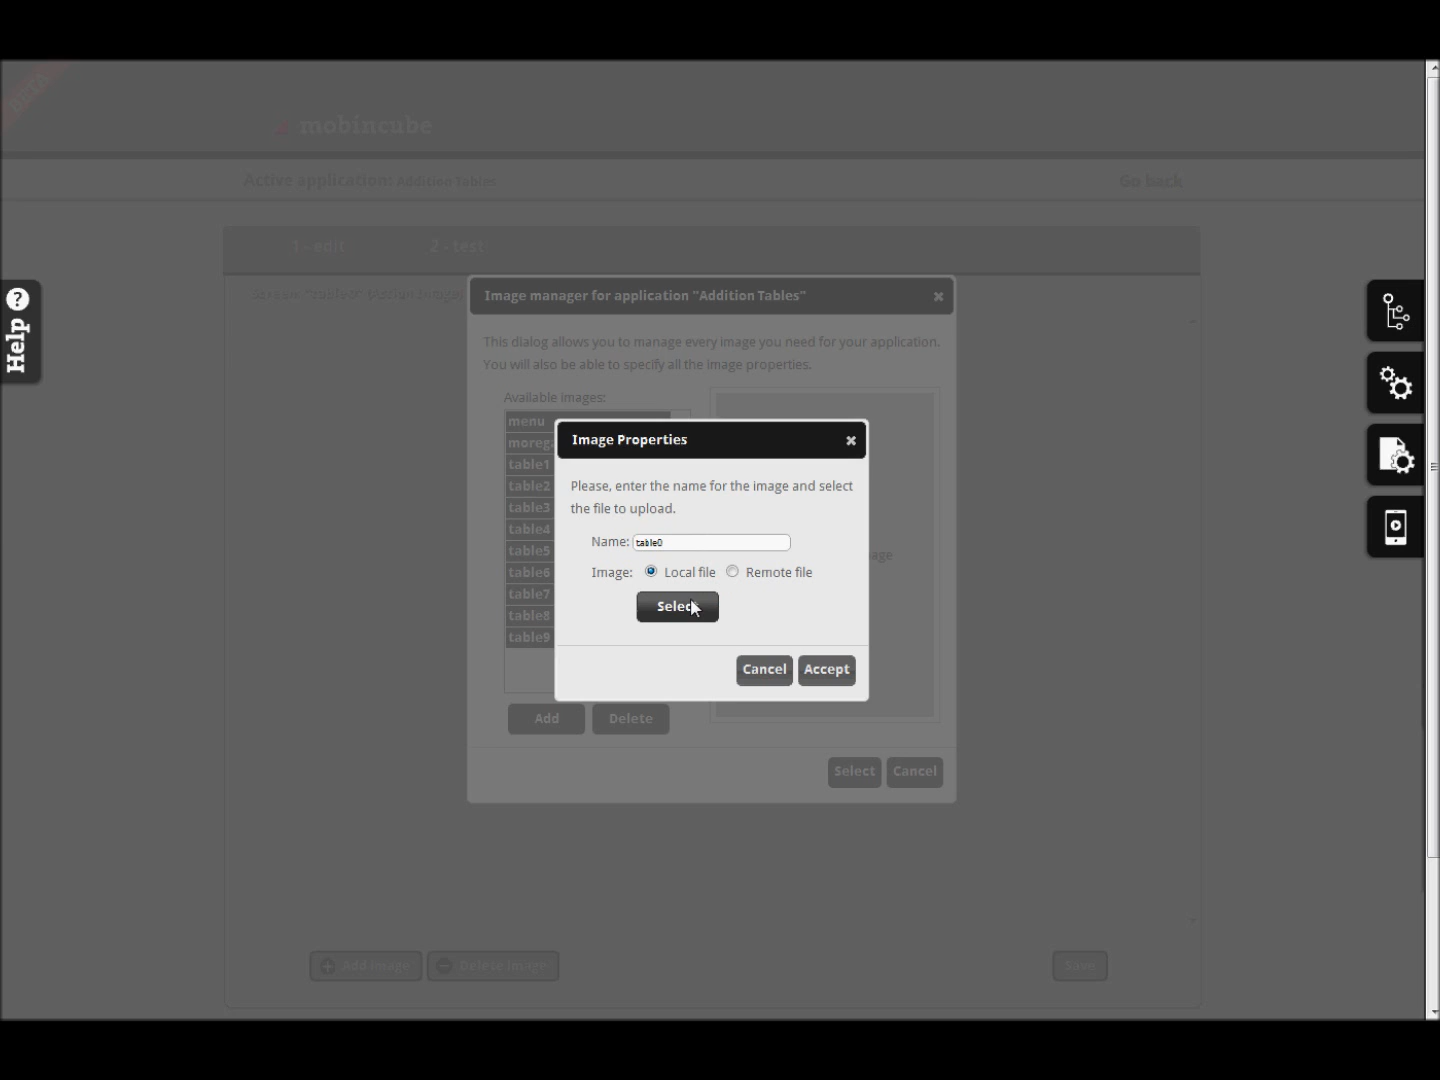 BETA
mobincube
Active application: Addition Tables
Go back
1 - edit
2 - test
Help ?
Image manager for application "Addition Tables"
This dialog allows you to manage every image you need for your application.
You will also be able to specify all the image properties.
Available images:
menu
table1
table2
table3
table4
table5
table6
table7
table8
table9
Image Properties
Please, enter the name for the image and select
the file to upload.
Name: table0
Image: Local file Remote file
Select
Cancel Accept
Add Delete
Select Cancel
Add image Delete image
Save